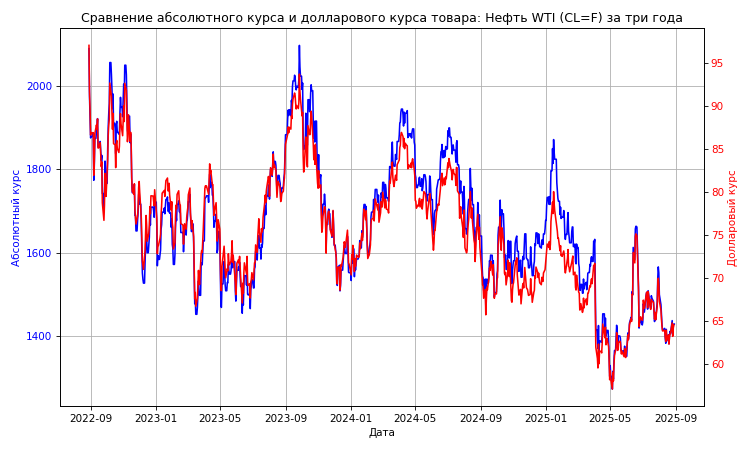 Сравнение абсолютного курса и долларового курса товара: Нефть WTI (CL=F) за три года
Абсолютный курс
2000
1800
1600
1400
95
90
85
80
75
70
65
60
Долларовый курс
2022-09 2023-01 2023-05 2023-09 2024-01 2024-05 2024-09 2025-01 2025-05 2025-09
Дата